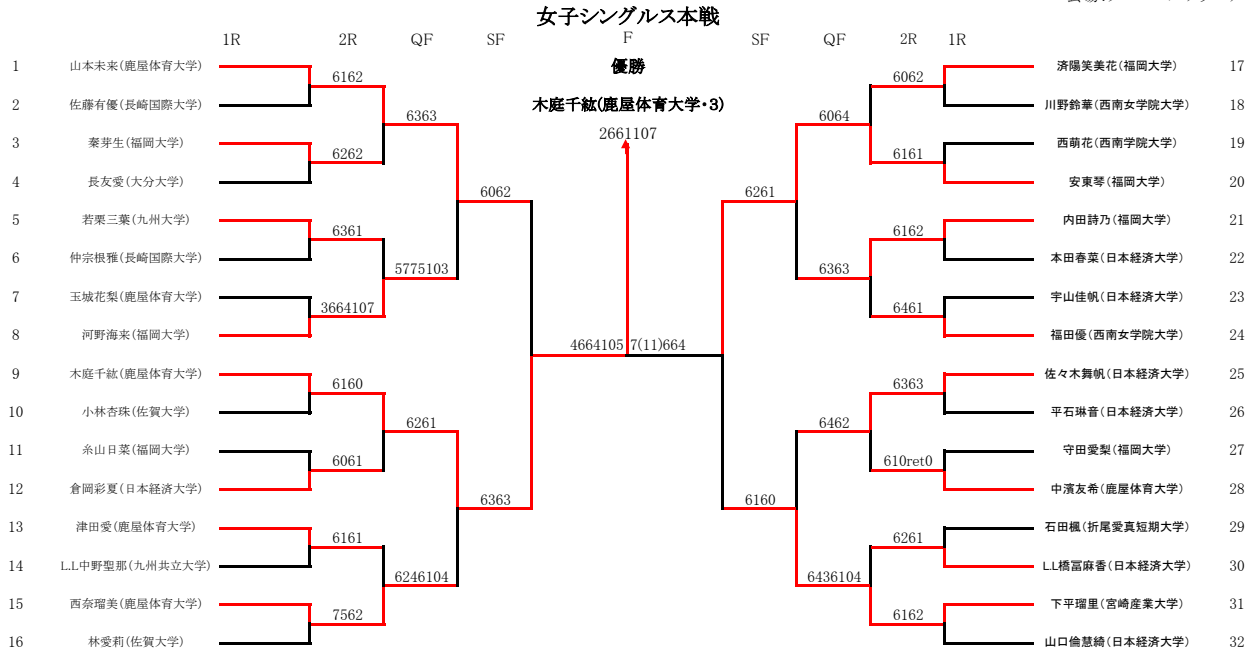 女子シングルス本戦
1R 2R QF SF F SF QF 2R 1R
優勝
木庭千紘(鹿屋体育大学・3)
2661107
1 山本未来(鹿屋体育大学)
6162
2 佐藤有優(長崎国際大学)
6363
3 秦芽生(福岡大学)
6262
4 長友愛(大分大学)
6062
5 若栗三葉(九州大学)
6361
6 仲宗根雅(長崎国際大学)
5775103
7 玉城花梨(鹿屋体育大学)
3664107
8 河野海来(福岡大学)
4664105 7(11)664
9 木庭千紘(鹿屋体育大学)
6160
10 小林杏珠(佐賀大学)
6261
11 糸山日菜(福岡大学)
6061
12 倉岡彩夏(日本経済大学)
6363
13 津田愛(鹿屋体育大学)
6161
14 L.L中野聖那(九州共立大学)
6246104
15 西奈瑠美(鹿屋体育大学)
7562
16 林愛莉(佐賀大学)
済陽笑美花(福岡大学) 17
6062
川野鈴華(西南女学院大学) 18
6064
西萌花(西南学院大学) 19
6161
安東琴(福岡大学) 20
6261
内田詩乃(福岡大学) 21
6162
本田春菜(日本経済大学) 22
6363
宇山佳帆(日本経済大学) 23
6461
福田優(西南女学院大学) 24
佐々木舞帆(日本経済大学) 25
6363
平石琳音(日本経済大学) 26
6462
守田愛梨(福岡大学) 27
610ret0
中濱友希(鹿屋体育大学) 28
6160
石田楓(折尾愛真短期大学) 29
6261
L.L橋冨麻香(日本経済大学) 30
6436104
下平瑠里(宮崎産業大学) 31
6162
山口倫慧綺(日本経済大学) 32